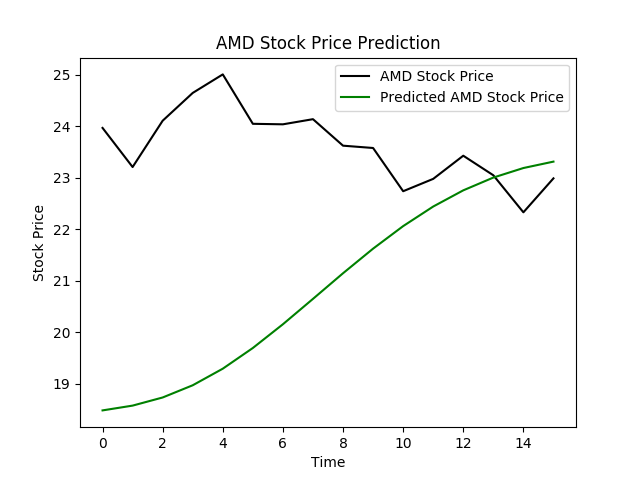 AMD Stock Price Prediction
AMD Stock Price
Predicted AMD Stock Price
25
24
23
22
21
20
19
Stock Price
0 2 4 6 8 10 12 14
Time